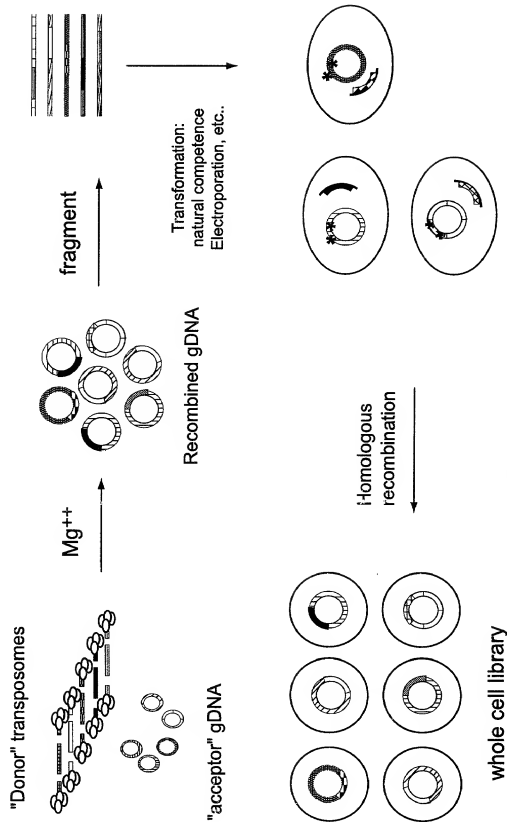 "Donor" transposomes
"acceptor" gDNA
Mg++
Recombined gDNA
fragment
Transformation:
natural competence
Electroporation, etc..
Homologous
recombination
whole cell library